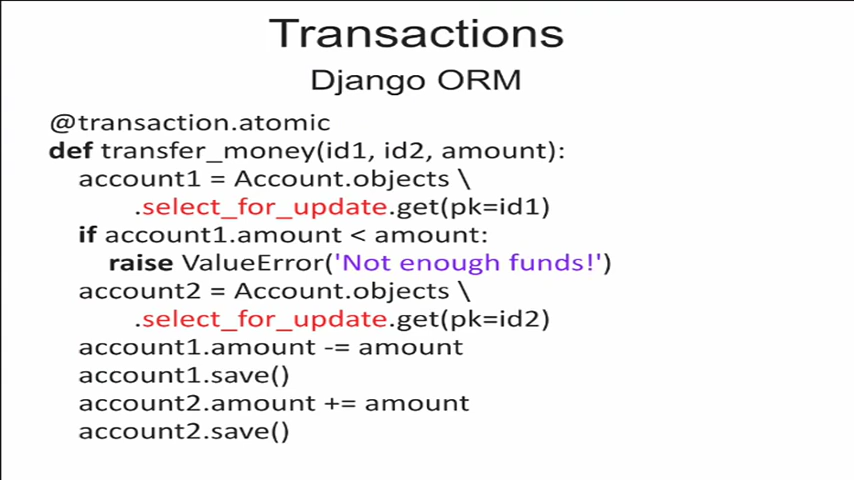 Transactions
Django ORM
@transaction.atomic
def transfer_money(id1, id2, amount):
account1 = Account.objects \
.select_for_update.get(pk=id1)
if account1.amount < amount:
raise ValueError('Not enough funds!')
account2 = Account.objects \
.select_for_update.get(pk=id2)
account1.amount -= amount
account1.save()
account2.amount += amount
account2.save()